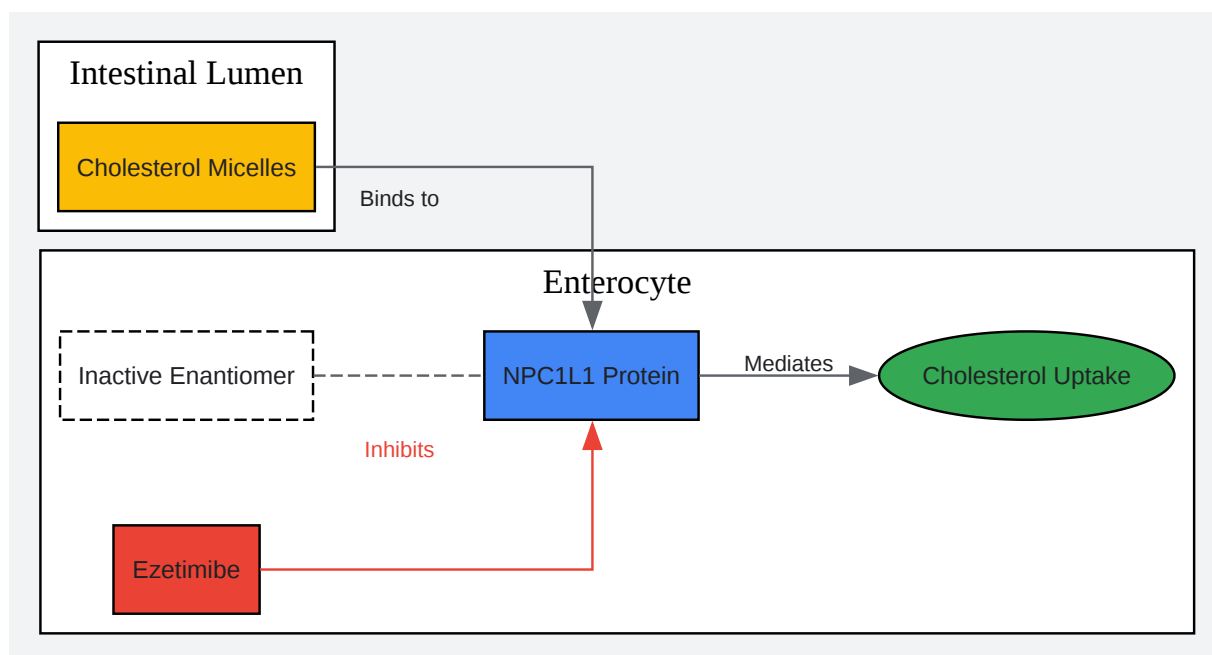 Intestinal Lumen
Cholesterol Micelles
Binds to
Enterocyte
Inactive Enantiomer
NPC1L1 Protein
Mediates
Cholesterol Uptake
Inhibits
Ezetimibe